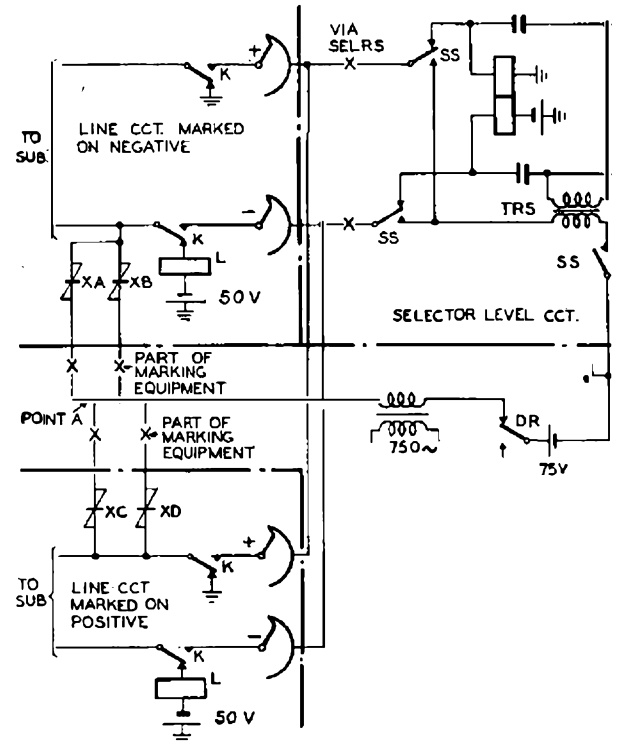 VIA
SELRS
+
K
SS
TO
SUB.
LINE CCT. MARKED
ON NEGATIVE
−
K
L
50 V
SS
TRS
SS
XA
XB
SELECTOR LEVEL CCT.
PART OF
MARKING
EQUIPMENT
POINT A
PART OF
MARKING
EQUIPMENT
750~
DR
75V
XC
XD
+
K
TO
SUB
LINE CCT
MARKED ON
POSITIVE
−
K
L
50 V